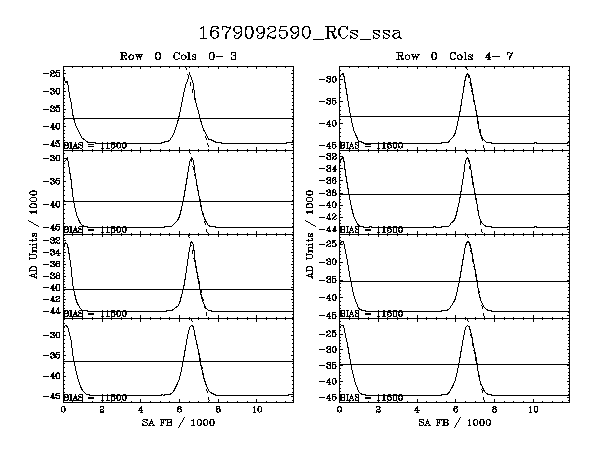 1679092590_RCs_ssa
Row 0 Cols 0- 3
Row 0 Cols 4- 7
AD Units / 1000
-25
-30
-35
-40
-45
BIAS = 11600
-30
-35
-40
-45
BIAS = 11600
-32
-34
-36
-38
-40
-42
-44
BIAS = 11600
-30
-35
-40
-45
BIAS = 11600
0 2 4 6 8 10
SA FB / 1000
AD Units / 1000
-30
-35
-40
-45
BIAS = 11600
-32
-34
-36
-38
-40
-42
-44
BIAS = 11600
-25
-30
-35
-40
-45
BIAS = 11600
-25
-30
-35
-40
-45
BIAS = 11600
0 2 4 6 8 10
SA FB / 1000